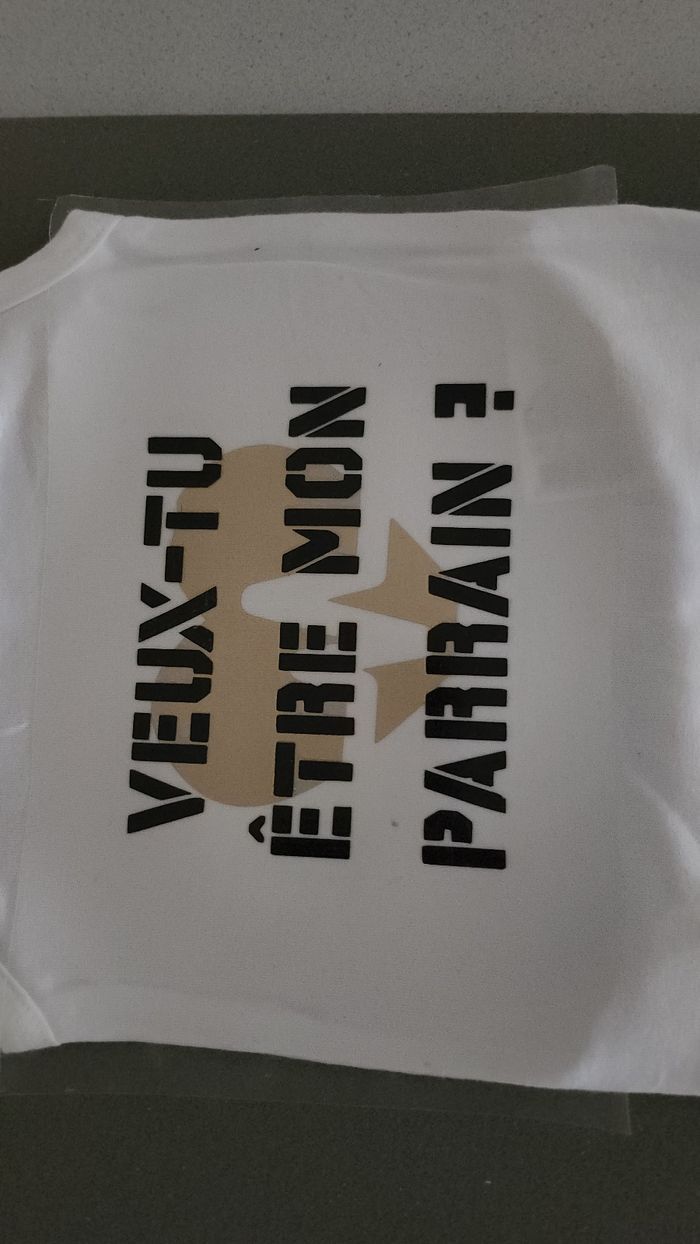 VEUX-TU
ÊTRE MON
PARRAIN ?